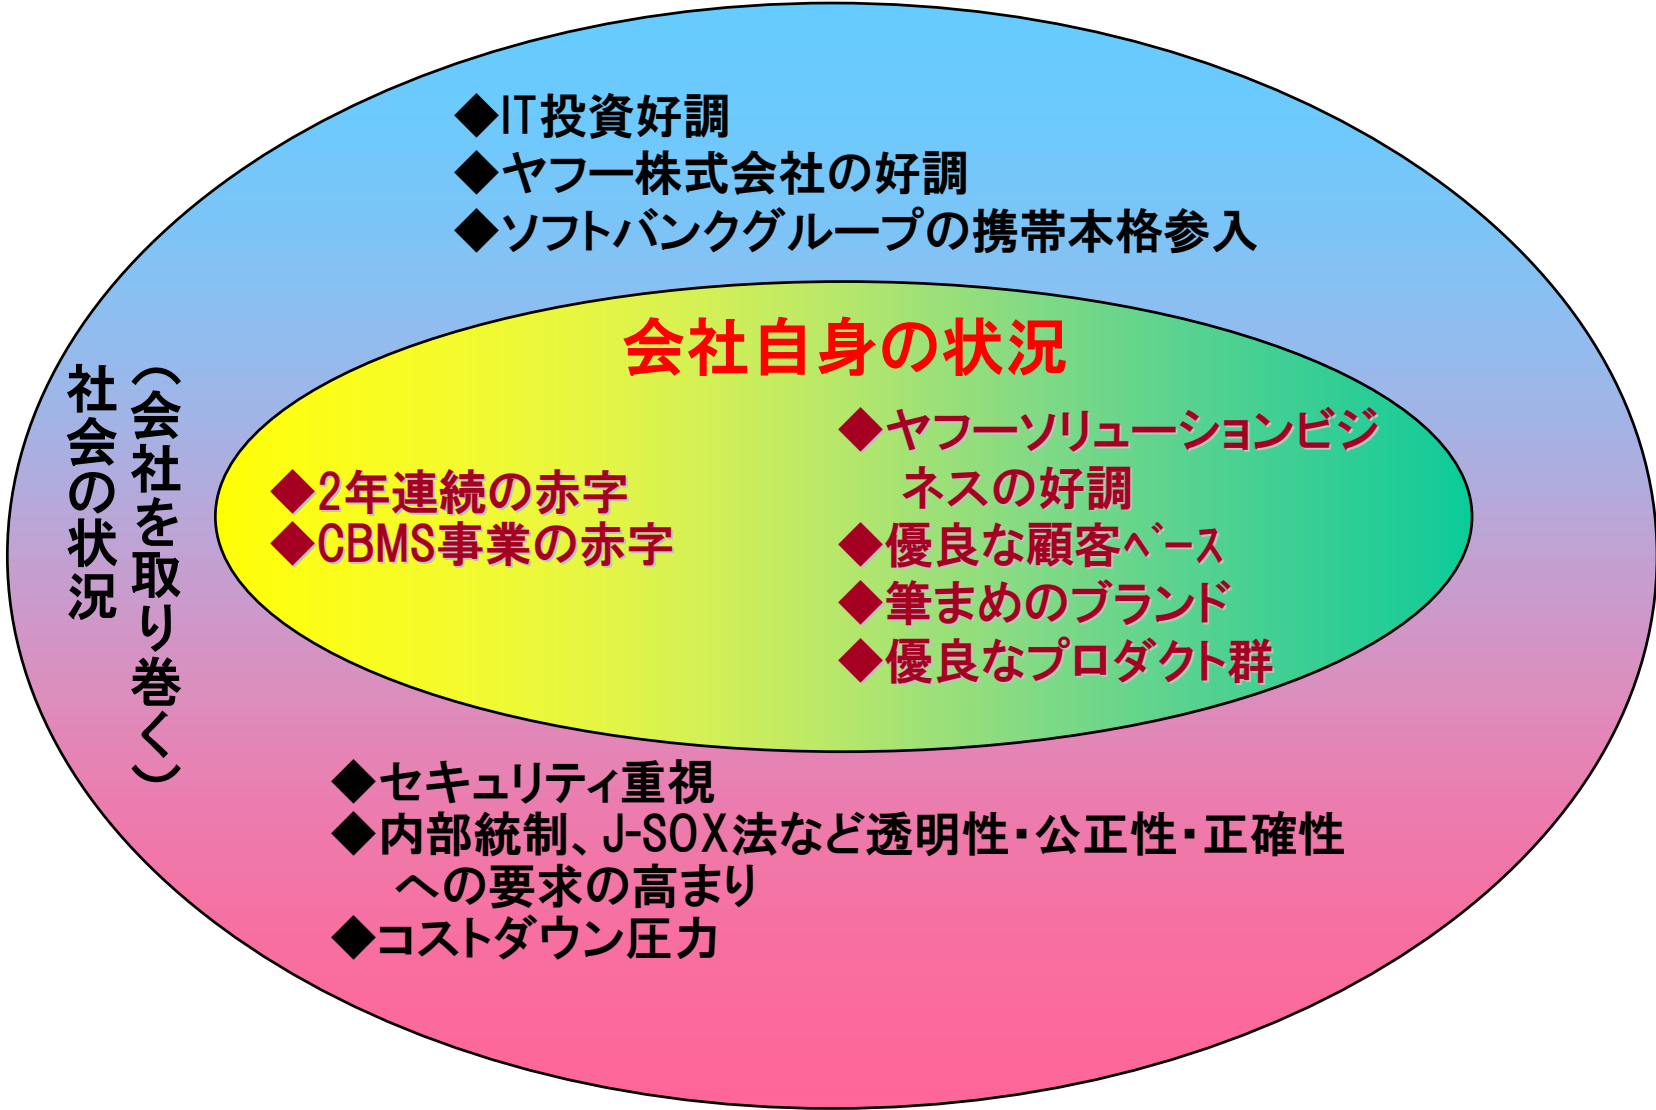 ◆IT投資好調
◆ヤフー株式会社の好調
◆ソフトバンクグループの携帯本格参入
会社自身の状況
(会社を取り巻く)
社会の状況
◆2年連続の赤字
◆CBMS事業の赤字
◆ヤフーソリューションビジ
ネスの好調
◆優良な顧客ﾍﾞｰｽ
◆筆まめのブランド
◆優良なプロダクト群
◆セキュリティ重視
◆内部統制、J-SOX法など透明性・公正性・正確性
への要求の高まり
◆コストダウン圧力